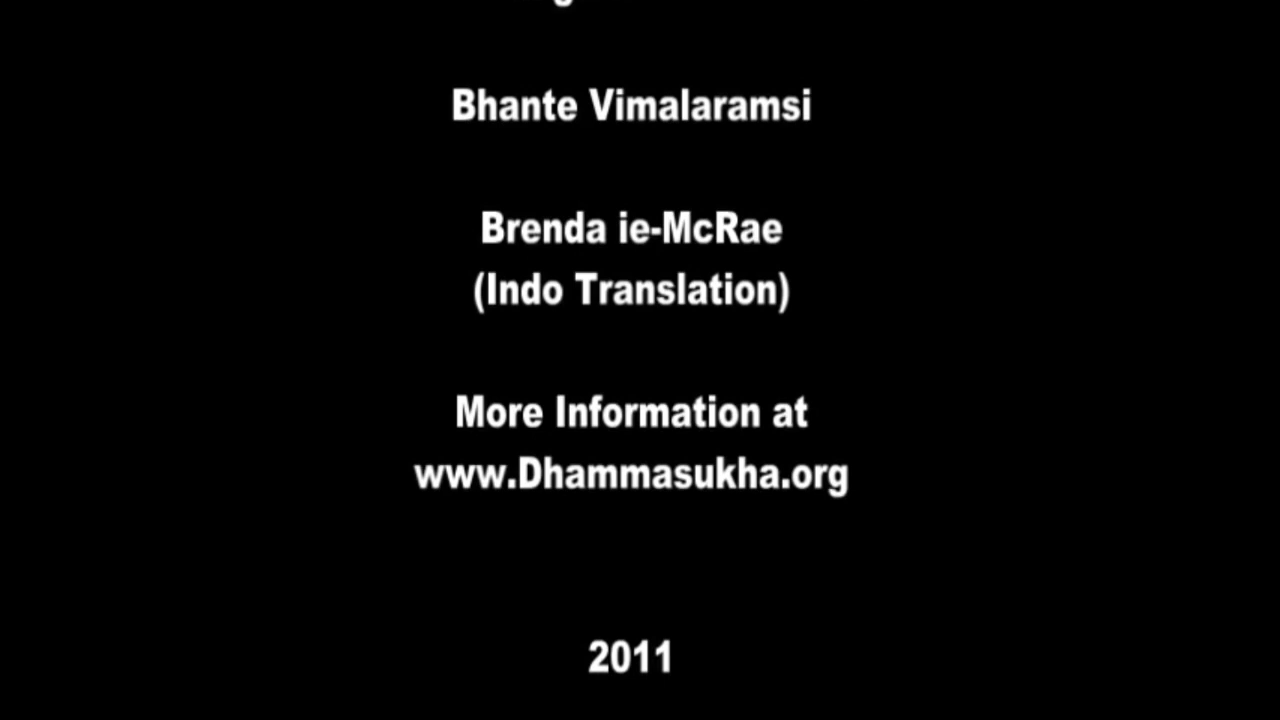 Bhante Vimalaramsi
Brenda ie-McRae
(Indo Translation)
More Information at
www.Dhammasukha.org
2011